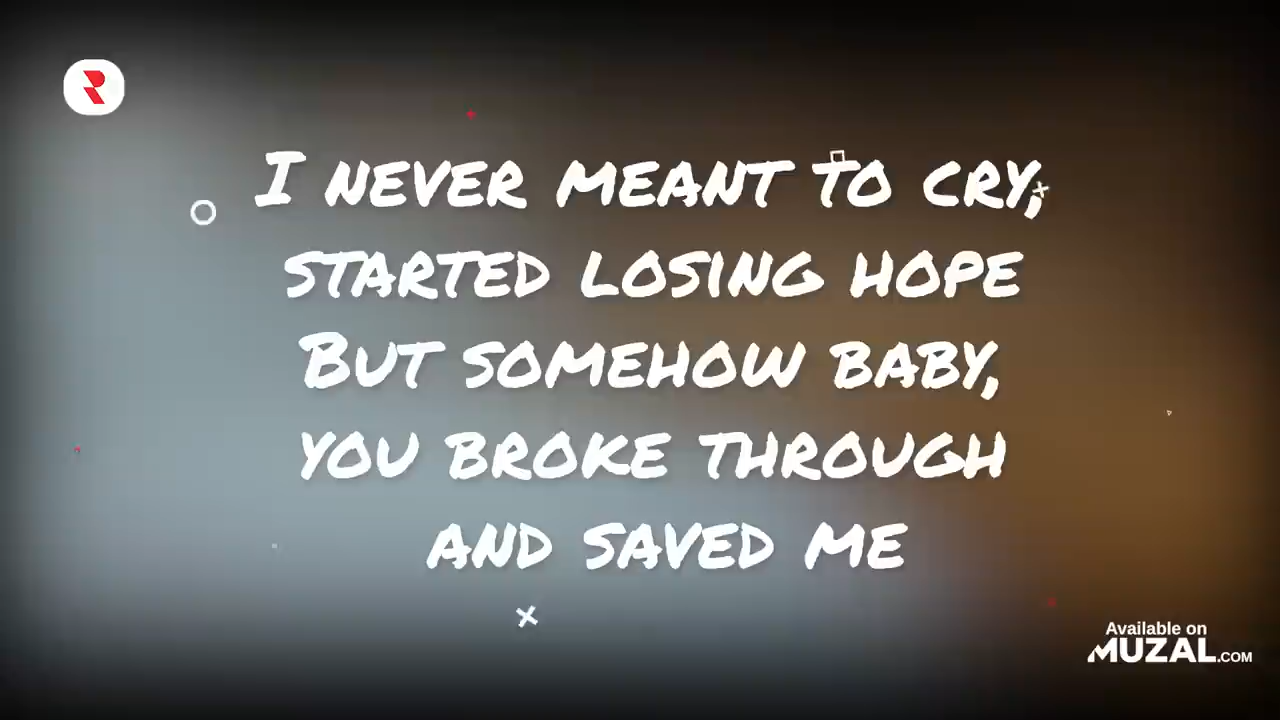 I NEVER MEANT TO CRY,
STARTED LOSING HOPE
BUT SOMEHOW BABY,
YOU BROKE THROUGH
AND SAVED ME
Available on
MUZAL.COM